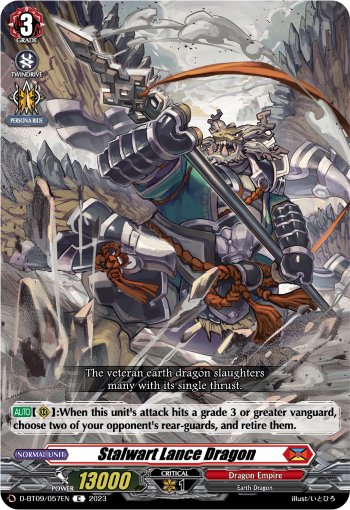 3
GRADE
TWINDRIVE
PERSONA RIDE
The veteran earth dragon slaughters
many with its single thrust.
AUTO【 】:When this unit's attack hits a grade 3 or greater vanguard,
choose two of your opponent's rear-guards, and retire them.
NORMAL UNIT
Stalwart Lance Dragon
POWER 13000
CRITICAL
1
Dragon Empire
Earth Dragon
D-BT09/057EN C 2023
illust/いとひろ